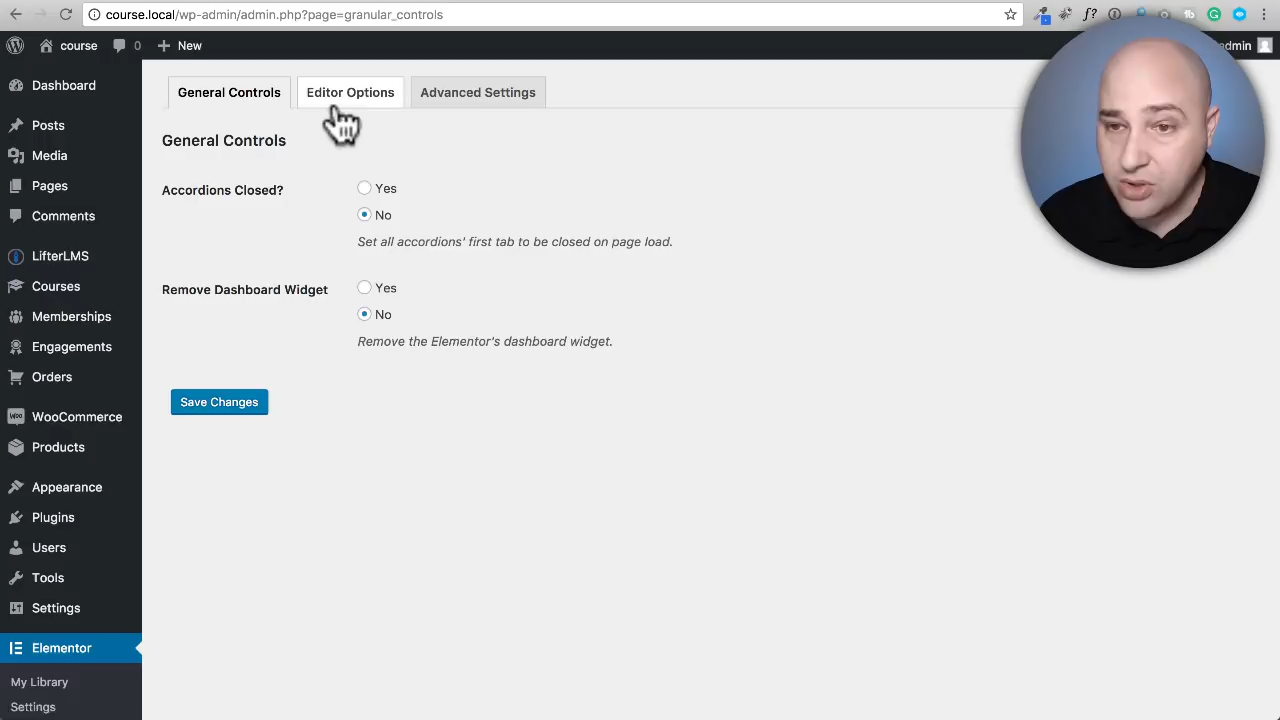 course.local/wp-admin/admin.php?page=granular_controls
course 0 New admin
Dashboard
Posts
Media
Pages
Comments
LifterLMS
Courses
Memberships
Engagements
Orders
WooCommerce
Products
Appearance
Plugins
Users
Tools
Settings
Elementor
My Library
Settings
General Controls Editor Options Advanced Settings
General Controls
Accordions Closed?
Yes
No
Set all accordions' first tab to be closed on page load.
Remove Dashboard Widget
Yes
No
Remove the Elementor's dashboard widget.
Save Changes